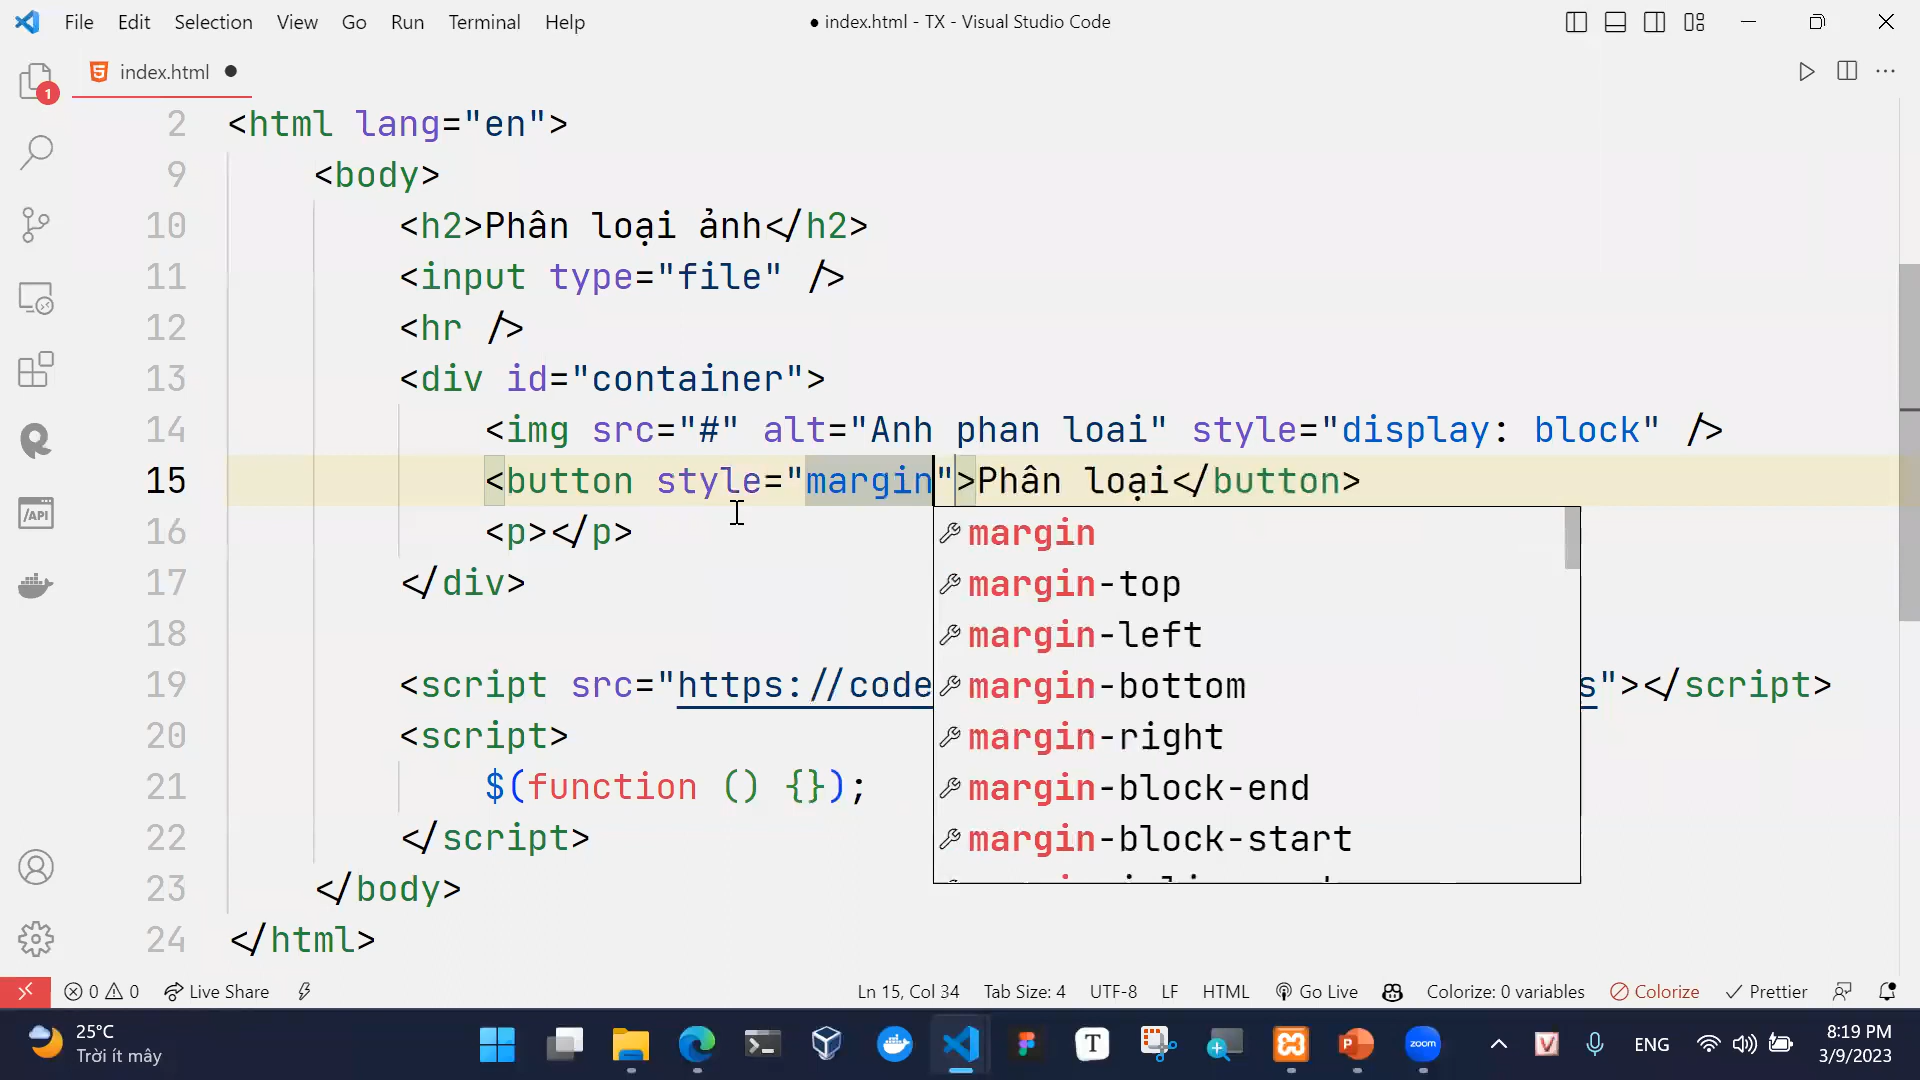 File Edit Selection View Go Run Terminal Help
● index.html - TX - Visual Studio Code
index.html ●
1
2 <html lang="en">
9 <body>
10 <h2>Phân loại ảnh</h2>
11 <input type="file" />
12 <hr />
13 <div id="container">
14 <img src="#" alt="Anh phan loai" style="display: block" />
15 <button style="margin">Phân loại</button>
16 <p></p>
17 </div>
18
19 <script src="https://code s"></script>
20 <script>
21 $(function () {});
22 </script>
23 </body>
24 </html>
margin
margin-top
margin-left
margin-bottom
margin-right
margin-block-end
margin-block-start
/API
0 0 Live Share
Ln 15, Col 34 Tab Size: 4 UTF-8 LF HTML Go Live Colorize: 0 variables Colorize Prettier
25°C
Trời ít mây
T
zoom
V
ENG
8:19 PM
3/9/2023